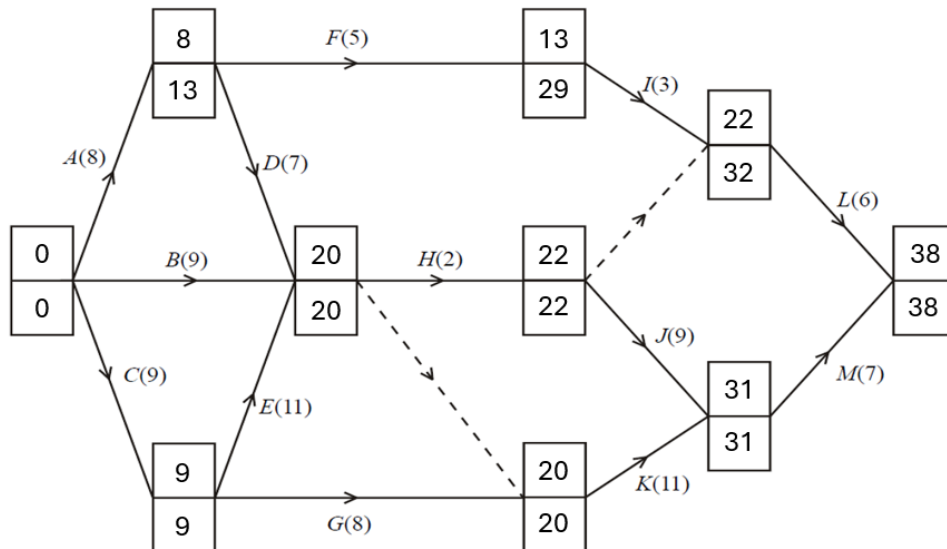 8
F(5)
13
13
29
I(3)
22
A(8)
D(7)
32
L(6)
0
B(9)
20
H(2)
22
38
0
20
22
38
J(9)
C(9)
M(7)
E(11)
31
31
9
20
K(11)
9
G(8)
20